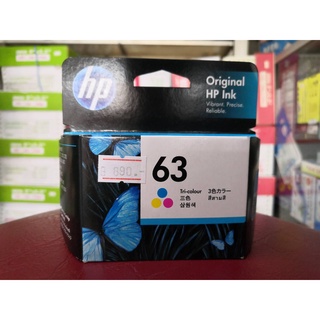 hp
Original
HP Ink
Vibrant. Precise.
Reliable.
63
Tri-colour
3色カラー
三色
สีสามสี
삼원색